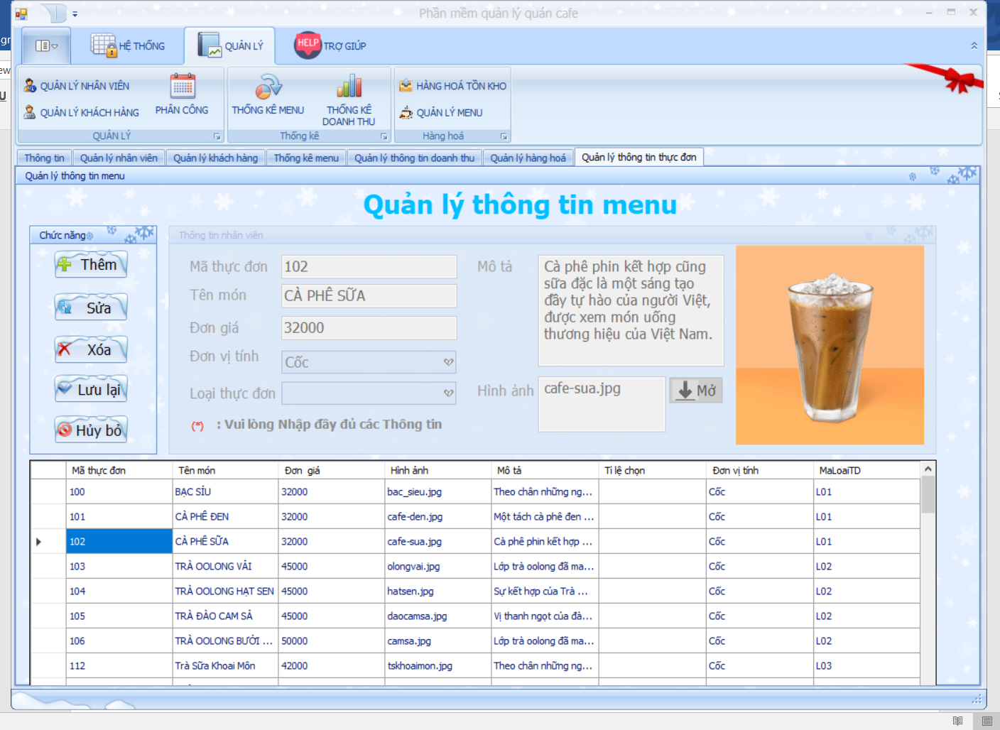 Phần mềm quản lý quán cafe
HỆ THỐNG
QUẢN LÝ
HELP
TRỢ GIÚP
QUẢN LÝ NHÂN VIÊN
QUẢN LÝ KHÁCH HÀNG
PHÂN CÔNG
QUẢN LÝ
THỐNG KÊ MENU
THỐNG KÊ
DOANH THU
Thống kê
HÀNG HOÁ TỒN KHO
QUẢN LÝ MENU
Hàng hoá
Thông tin
Quản lý nhân viên
Quản lý khách hàng
Thống kê menu
Quản lý thông tin doanh thu
Quản lý hàng hoá
Quản lý thông tin thực đơn
Quản lý thông tin menu
Quản lý thông tin menu
Chức năng
Thêm
Sửa
Xóa
Lưu lại
Hủy bỏ
Thông tin nhân viên
Mã thực đơn 102
Tên món CÀ PHÊ SỮA
Đơn giá 32000
Đơn vị tính Cốc
Loại thực đơn
(*) : Vui lòng Nhập đầy đủ các Thông tin
Mô tả
Cà phê phin kết hợp cũng
sữa đặc là một sáng tạo
đầy tự hào của người Việt,
được xem món uống
thương hiệu của Việt Nam.
Hình ảnh cafe-sua.jpg Mở
Mã thực đơn Tên món Đơn giá Hình ảnh Mô tả Tỉ lệ chọn Đơn vị tính MaLoaiTD
100 BẠC SỈU 32000 bac_sieu.jpg Theo chân những ng... Cốc L01
101 CÀ PHÊ ĐEN 32000 cafe-den.jpg Một tách cà phê đen ... Cốc L01
102 CÀ PHÊ SỮA 32000 cafe-sua.jpg Cà phê phin kết hợp ... Cốc L01
103 TRÀ OOLONG VẢI 45000 olongvai.jpg Lớp trà oolong đã ma... Cốc L02
104 TRÀ OOLONG HẠT SEN 45000 hatsen.jpg Sự kết hợp của Trà ... Cốc L02
105 TRÀ ĐÀO CAM SẢ 45000 daocamsa.jpg Vị thanh ngọt của đà... Cốc L02
106 TRÀ OOLONG BƯỞI ... 50000 camsa.jpg Lớp trà oolong đã ma... Cốc L02
112 Trà Sữa Khoai Môn 42000 tskhoaimon.jpg Theo chân những ng... Cốc L03